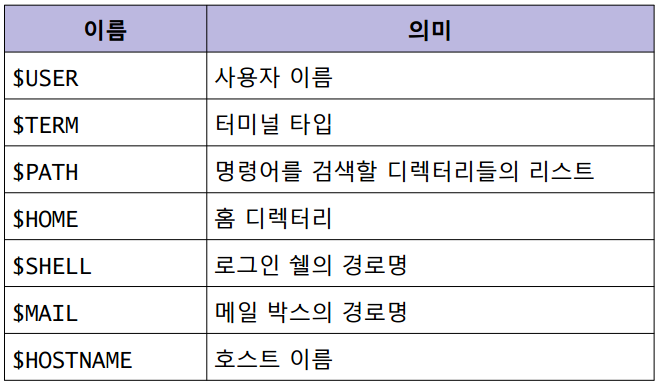 이름 의미
$USER 사용자 이름
$TERM 터미널 타입
$PATH 명령어를 검색할 디렉터리들의 리스트
$HOME 홈 디렉터리
$SHELL 로그인 쉘의 경로명
$MAIL 메일 박스의 경로명
$HOSTNAME 호스트 이름